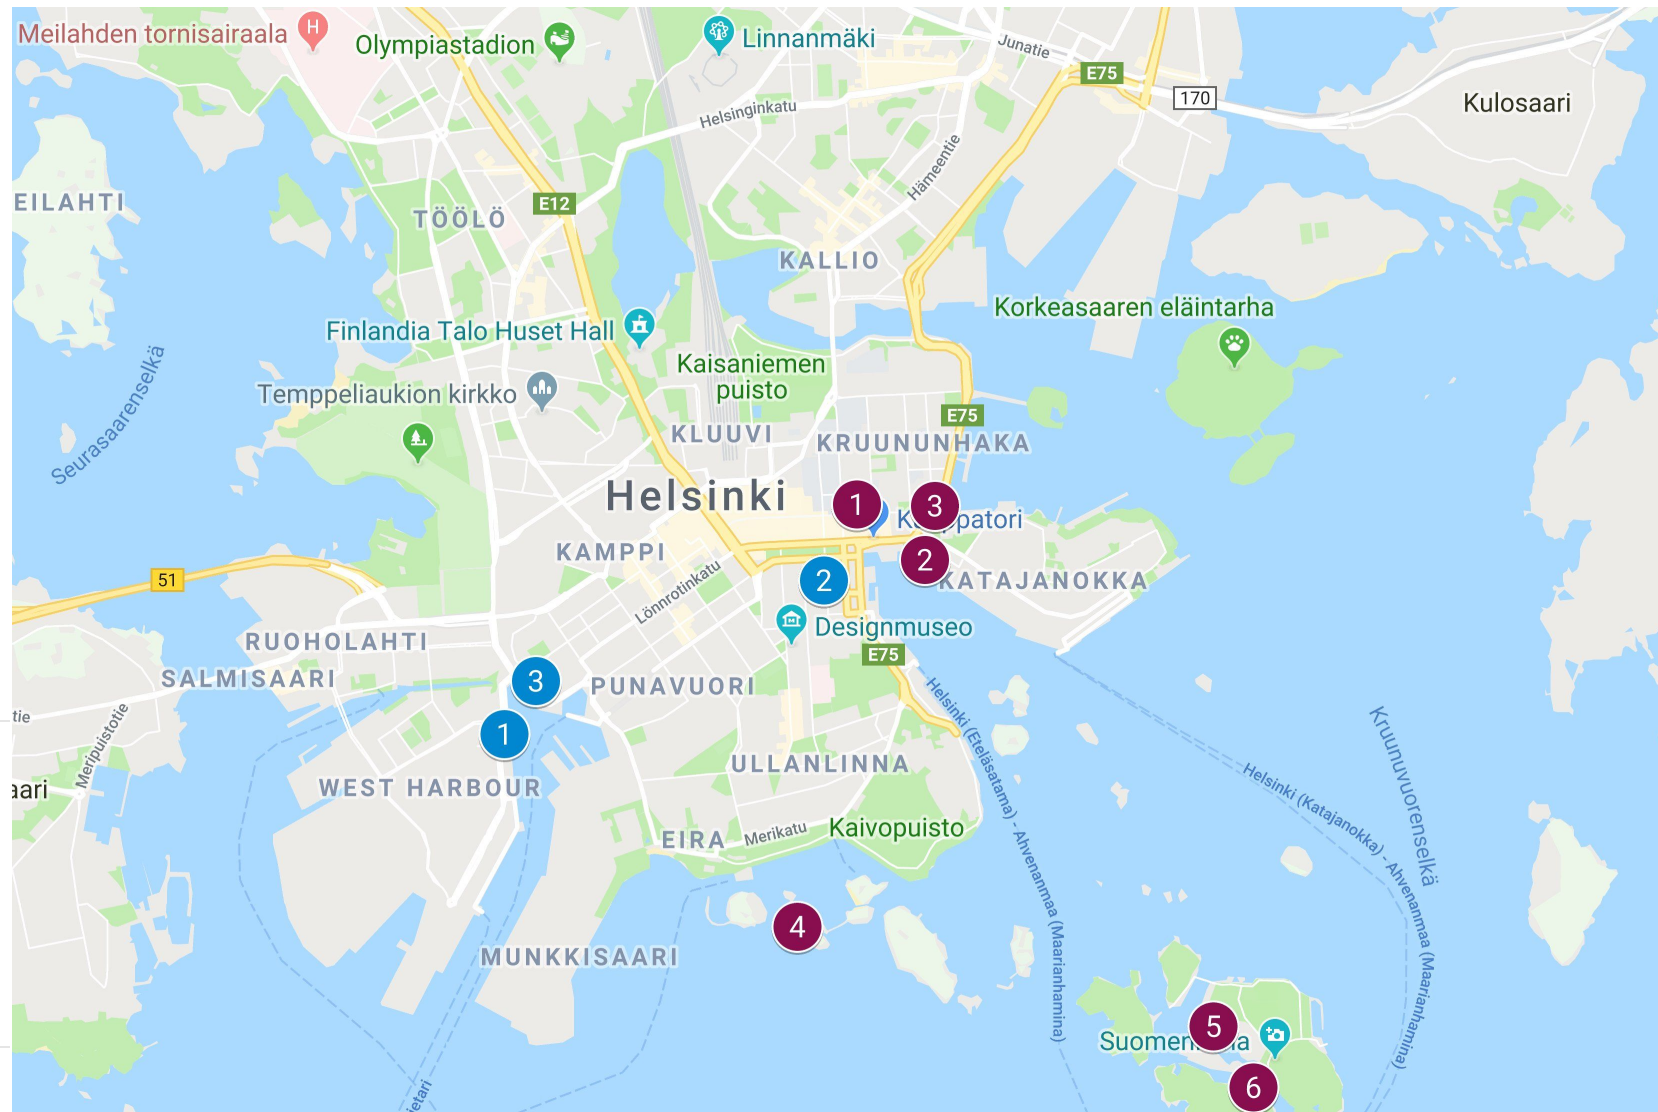 Meilahden tornisairaala
H
Olympiastadion
Linnanmäki
Junatie
E75
170
Kulosaari
Helsinginkatu
Hämeentie
EILAHTI
TÖÖLÖ
E12
KALLIO
Korkeasaaren eläintarha
Finlandia Talo Huset Hall
Kaisaniemen
puisto
Seurasaarenselkä
Temppeliaukion kirkko
KLUUVI
E75
KRUUNUNHAKA
Helsinki
1
3
2
KAMPPI
KATAJANOKKA
51
2
Lönnrotinkatu
RUOHOLAHTI
Designmuseo
E75
SALMISAARI
3
PUNAVUORI
tie
Meripuistotie
1
ULLANLINNA
WEST HARBOUR
aari
Helsinki (Eteläsatama) - Ahvenanmaa (Maarianhamina)
Helsinki (Katajanokka) - Ahvenanmaa (Maarianhamina)
Kruunuvuorenselkä
EIRA
Merikatu
Kaivopuisto
4
MUNKKISAARI
5
6